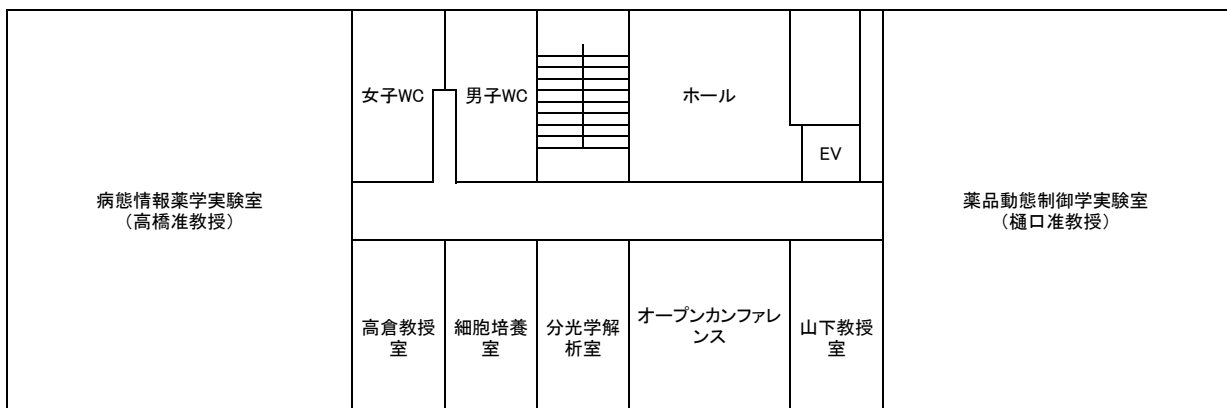 女子WC
男子WC
ホール
EV
病態情報薬学実験室
（高橋准教授）
薬品動態制御学実験室
（樋口准教授）
高倉教授
室
細胞培養
室
分光学解
析室
オープンカンファレ
ンス
山下教授
室